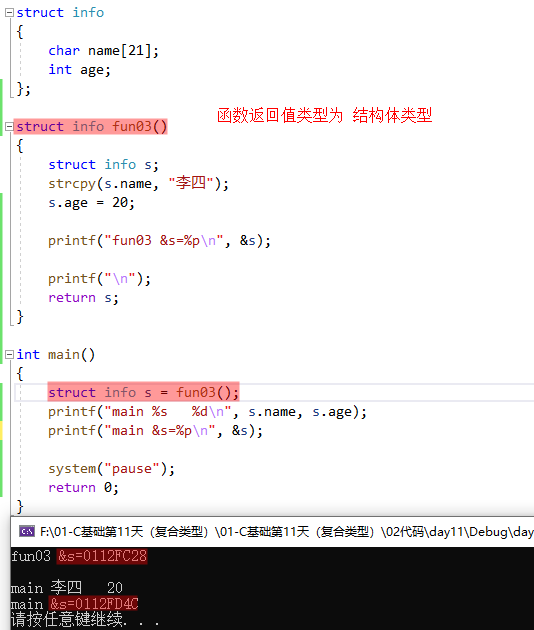 struct info
{
char name[21];
int age;
};
struct info fun03()
函数返回值类型为 结构体类型
{
struct info s;
strcpy(s.name, "李四");
s.age = 20;
printf("fun03 &s=%p\n", &s);
printf("\n");
return s;
}
int main()
{
struct info s = fun03();
printf("main %s   %d\n", s.name, s.age);
printf("main &s=%p\n", &s);
system("pause");
return 0;
}
F:\01-C基础第11天（复合类型）\01-C基础第11天（复合类型）\02代码\day11\Debug\day
fun03 &s=0112FC28
main 李四   20
main &s=0112FD4C
请按任意键继续. . .